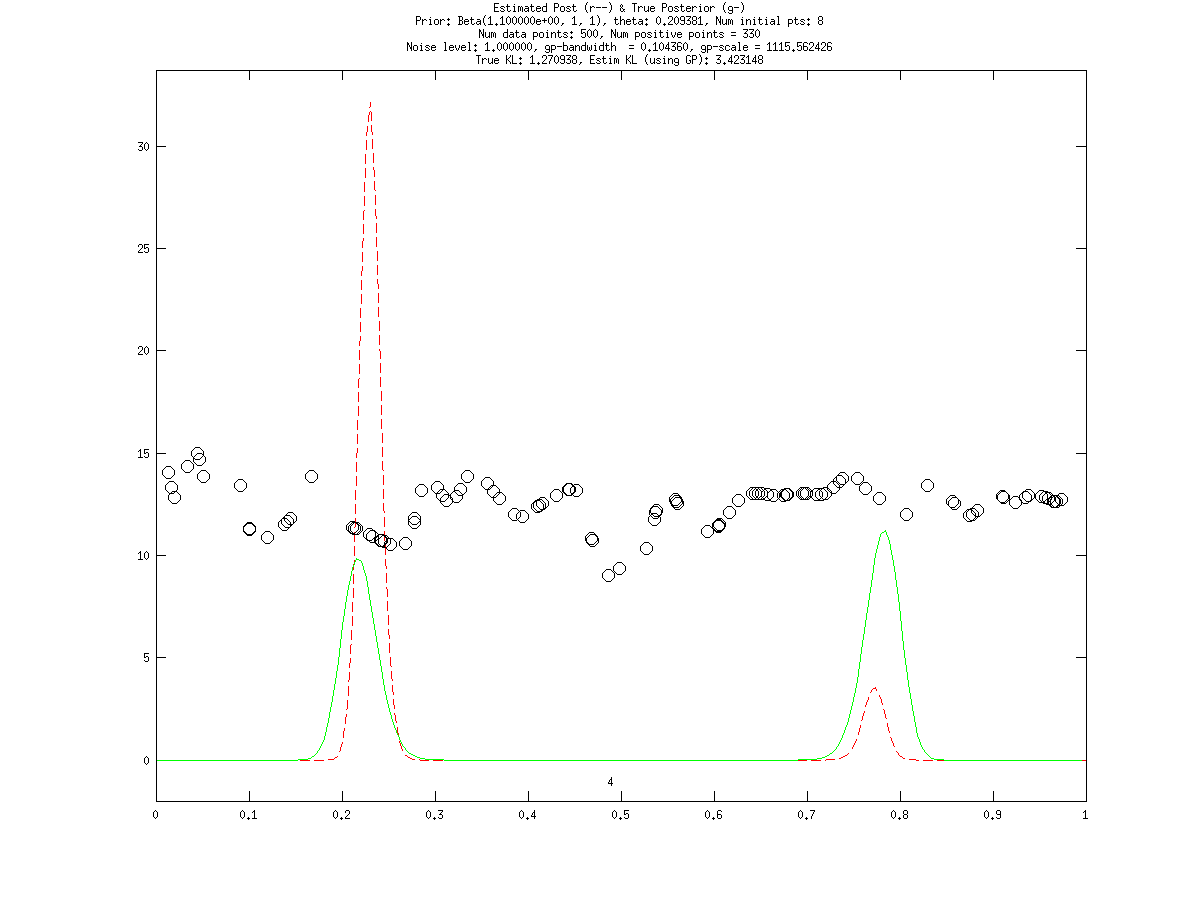 Estimated Post (r--) & True Posterior (g-)
Prior: Beta(1.100000e+00, 1, 1), theta: 0.209381, Num initial pts: 8
Num data points: 500, Num positive points = 330
Noise level: 1.000000, gp-bandwidth = 0.104360, gp-scale = 1115.562426
True KL: 1.270938, Estim KL (using GP): 3.423148
30
25
20
15
10
5
0
4
0 0.1 0.2 0.3 0.4 0.5 0.6 0.7 0.8 0.9 1